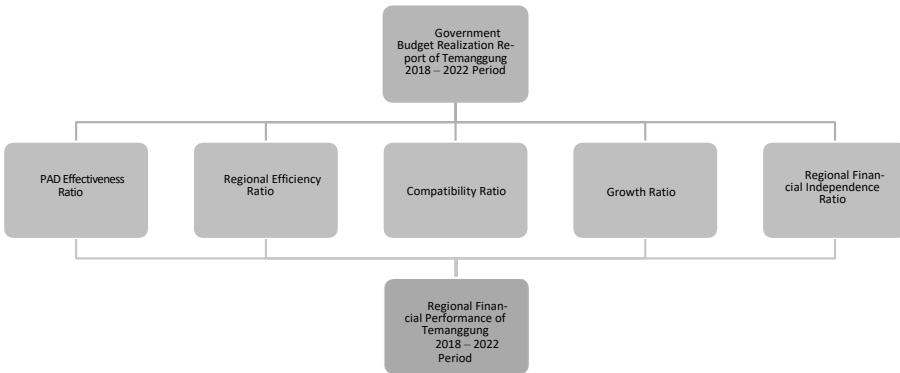 Government
Budget Realization Re-
port of Temanggung
2018 – 2022 Period
PAD Effectiveness
Ratio
Regional Efficiency
Ratio
Compatibility Ratio
Growth Ratio
Regional Finan-
cial Independence
Ratio
Regional Finan-
cial Performance of
Temanggung
2018 – 2022
Period